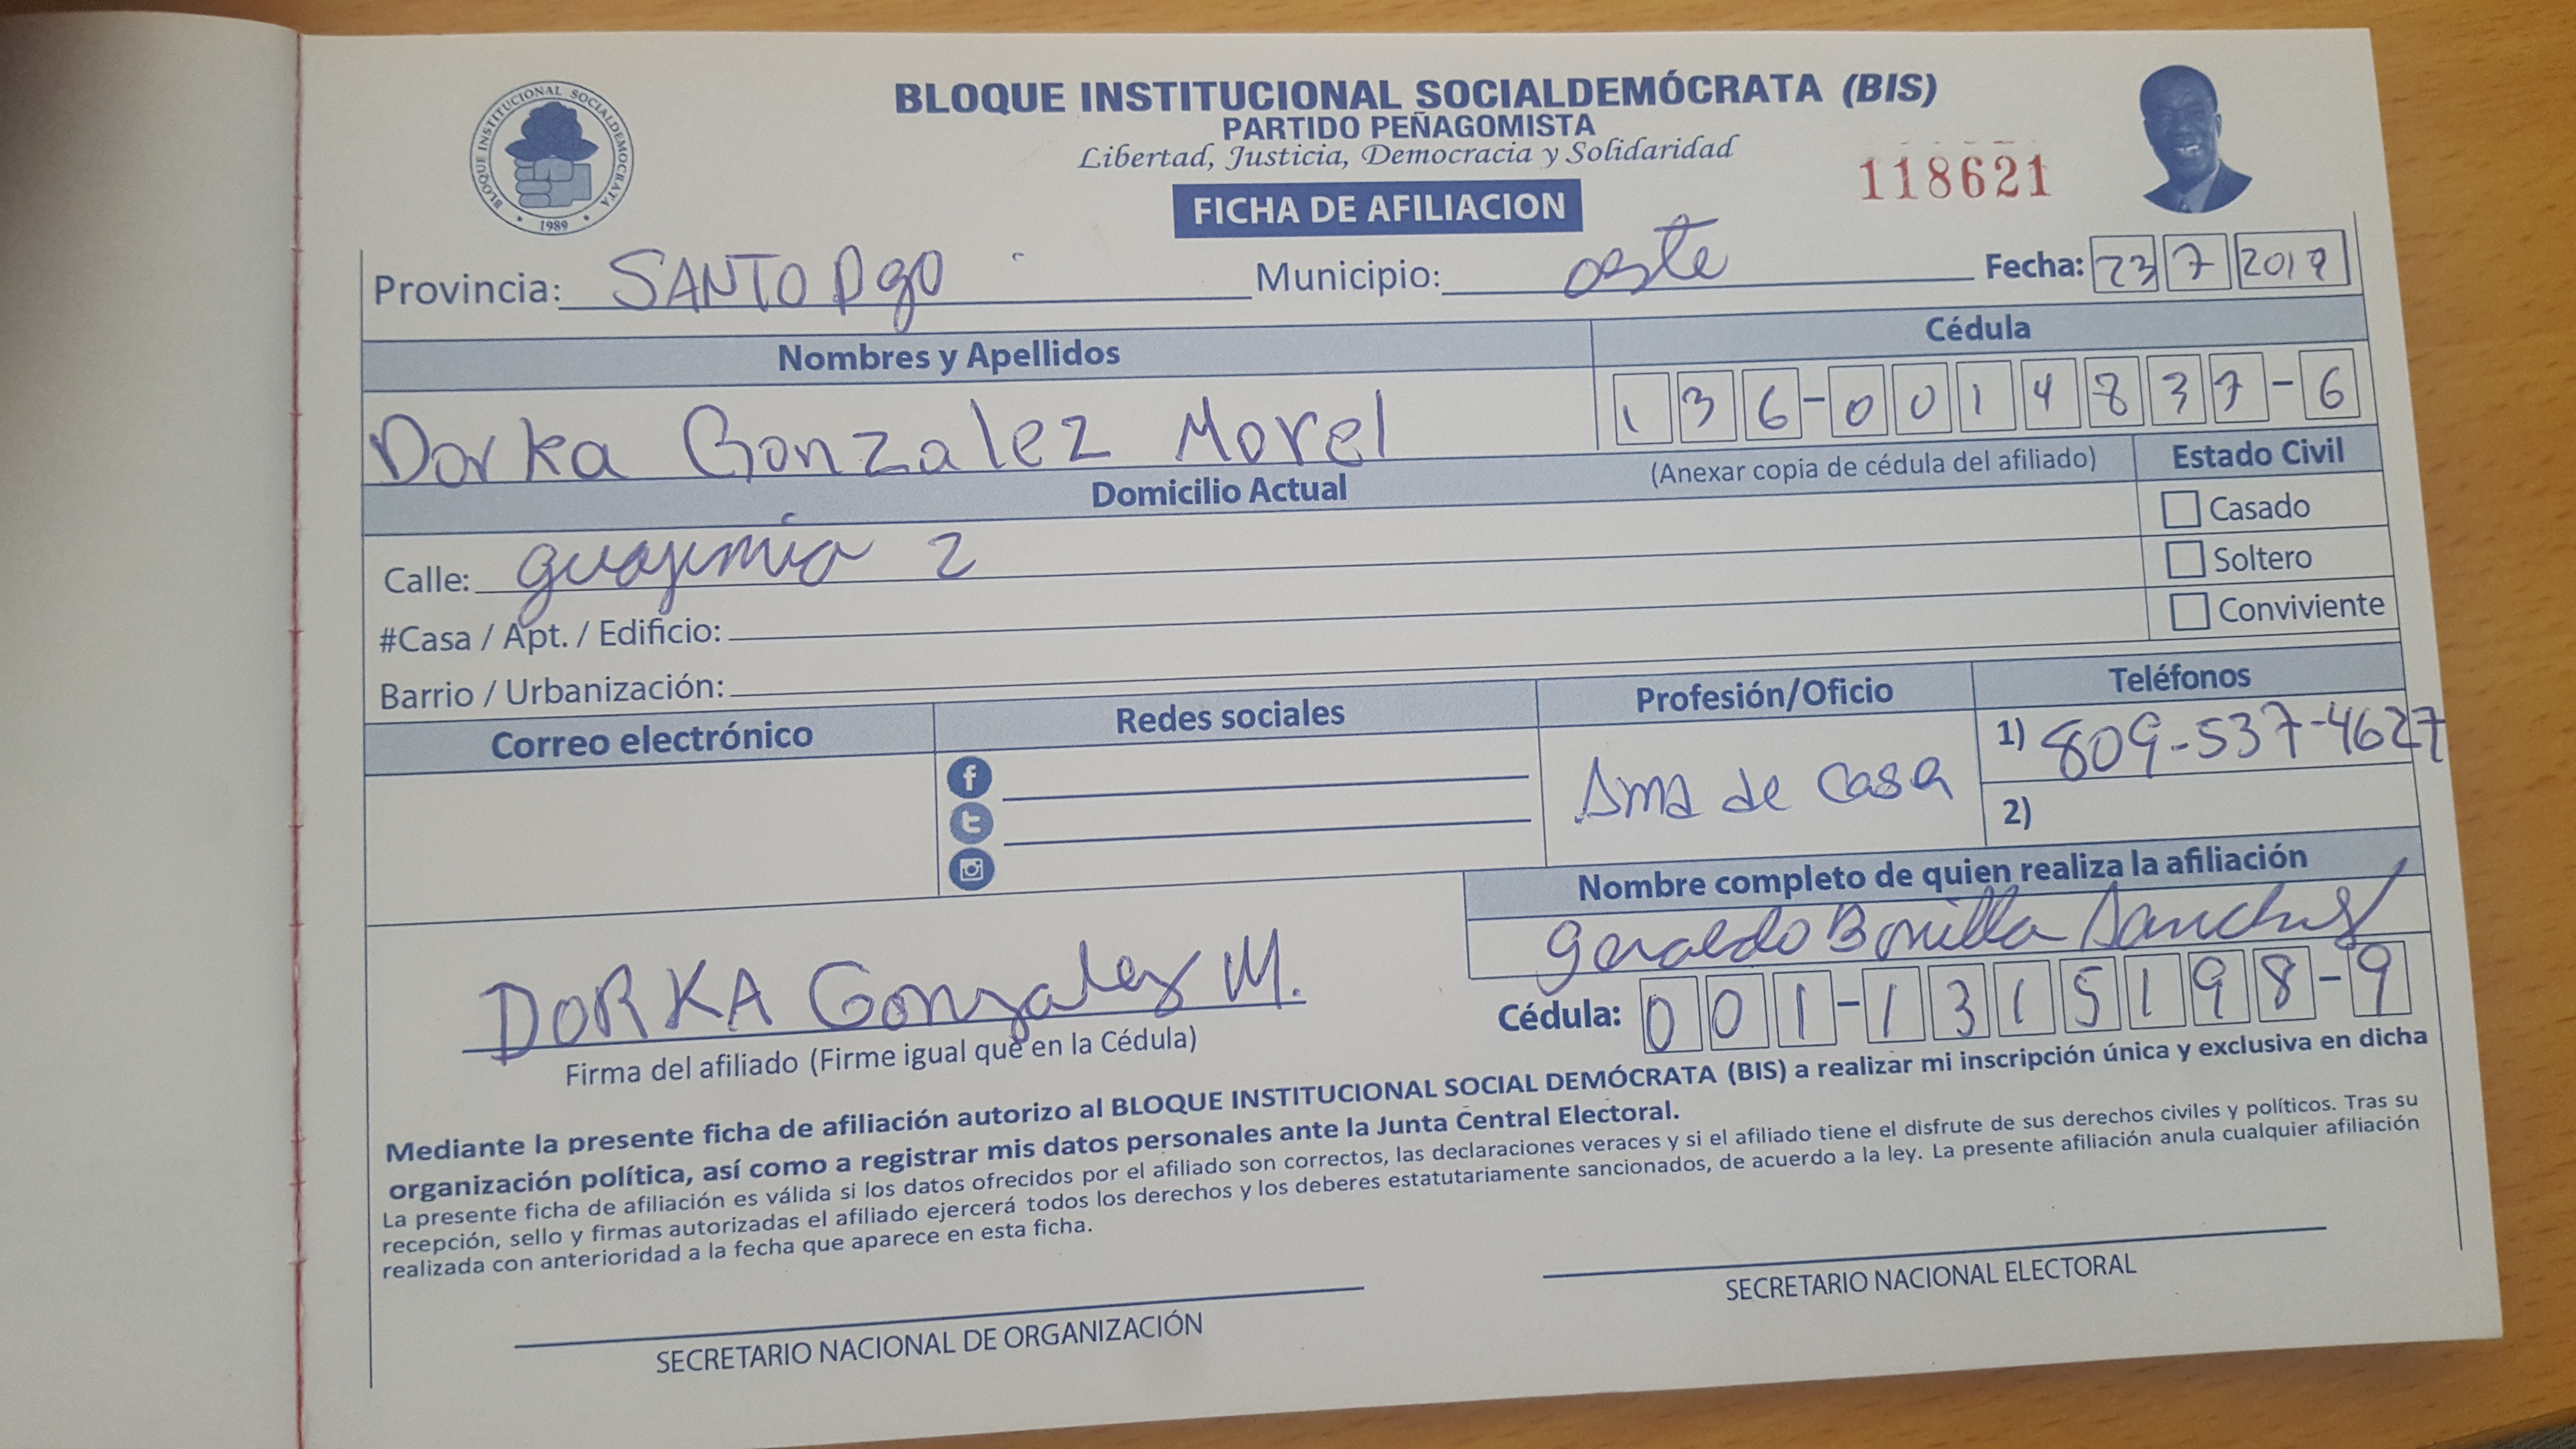 BLOQUE INSTITUCIONAL SOCIALDEMÓCRATA (BIS)
PARTIDO PEÑAGOMISTA
Libertad, Justicia, Democracia y Solidaridad
BLOQUE INSTITUCIONAL SOCIALDEMOCRATA
1989
118621
FICHA DE AFILIACION
Provincia: SANTO Dgo Municipio: oeste Fecha: 23 7 2019
Nombres y Apellidos Cédula
Dorka Gonzalez Morel 136-0014837-6
Domicilio Actual (Anexar copia de cédula del afiliado) Estado Civil
Casado
Calle: guajimia 2 Soltero
#Casa / Apt. / Edificio: Conviviente
Barrio / Urbanización:
Correo electrónico Redes sociales Profesión/Oficio Teléfonos
1) 809-537-4627
Ama de casa
2)
Nombre completo de quien realiza la afiliación
Geraldo Bonilla Sanchez
DORKA Gonzalez M. Cédula: 001-1315198-9
Firma del afiliado (Firme igual que en la Cédula)
Mediante la presente ficha de afiliación autorizo al BLOQUE INSTITUCIONAL SOCIAL DEMÓCRATA (BIS) a realizar mi inscripción única y exclusiva en dicha
organización política, así como a registrar mis datos personales ante la Junta Central Electoral.
La presente ficha de afiliación es válida si los datos ofrecidos por el afiliado son correctos, las declaraciones veraces y si el afiliado tiene el disfrute de sus derechos civiles y políticos. Tras su
recepción, sello y firmas autorizadas el afiliado ejercerá todos los derechos y los deberes estatutariamente sancionados, de acuerdo a la ley. La presente afiliación anula cualquier afiliación
realizada con anterioridad a la fecha que aparece en esta ficha.
SECRETARIO NACIONAL DE ORGANIZACIÓN SECRETARIO NACIONAL ELECTORAL